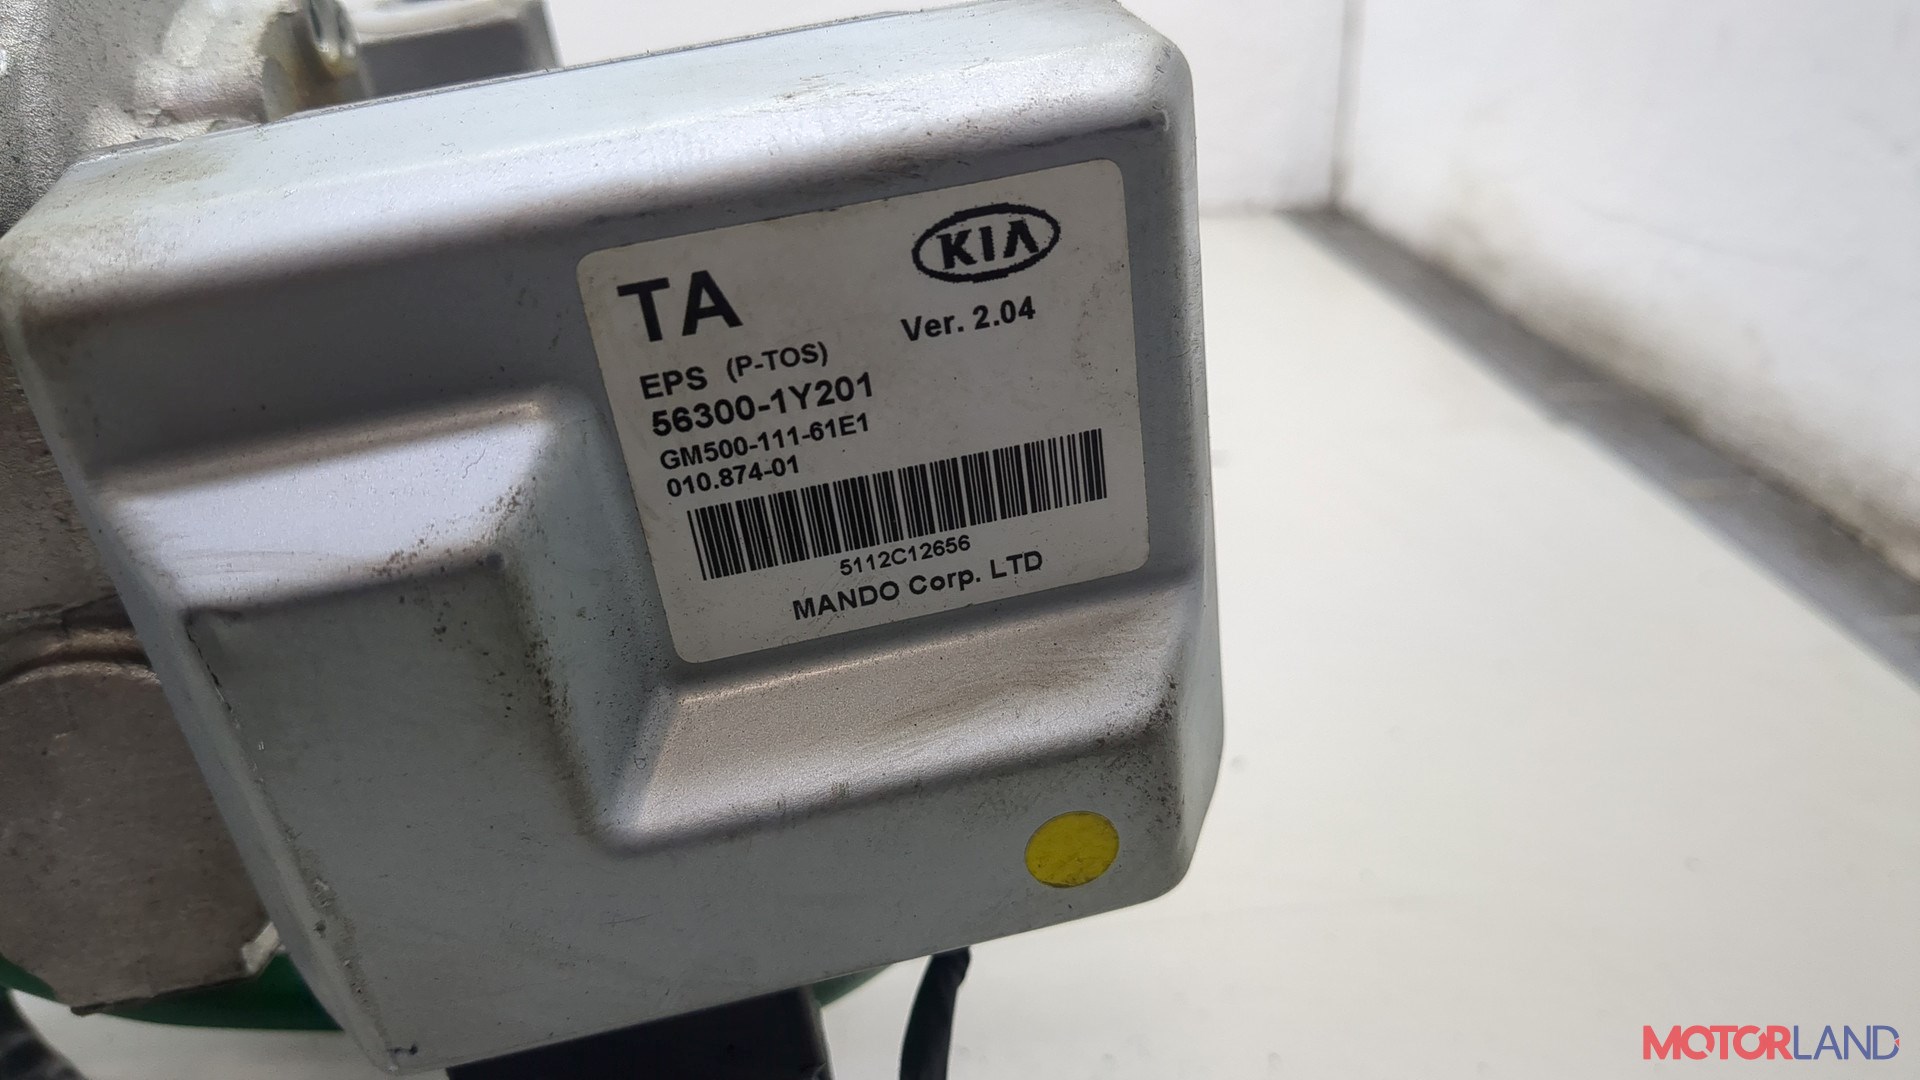 KIA
TA
Ver. 2.04
EPS (P-TOS)
56300-1Y201
GM500-111-61E1
010.874-01
5112C12656
MANDO Corp. LTD
MOTORLAND